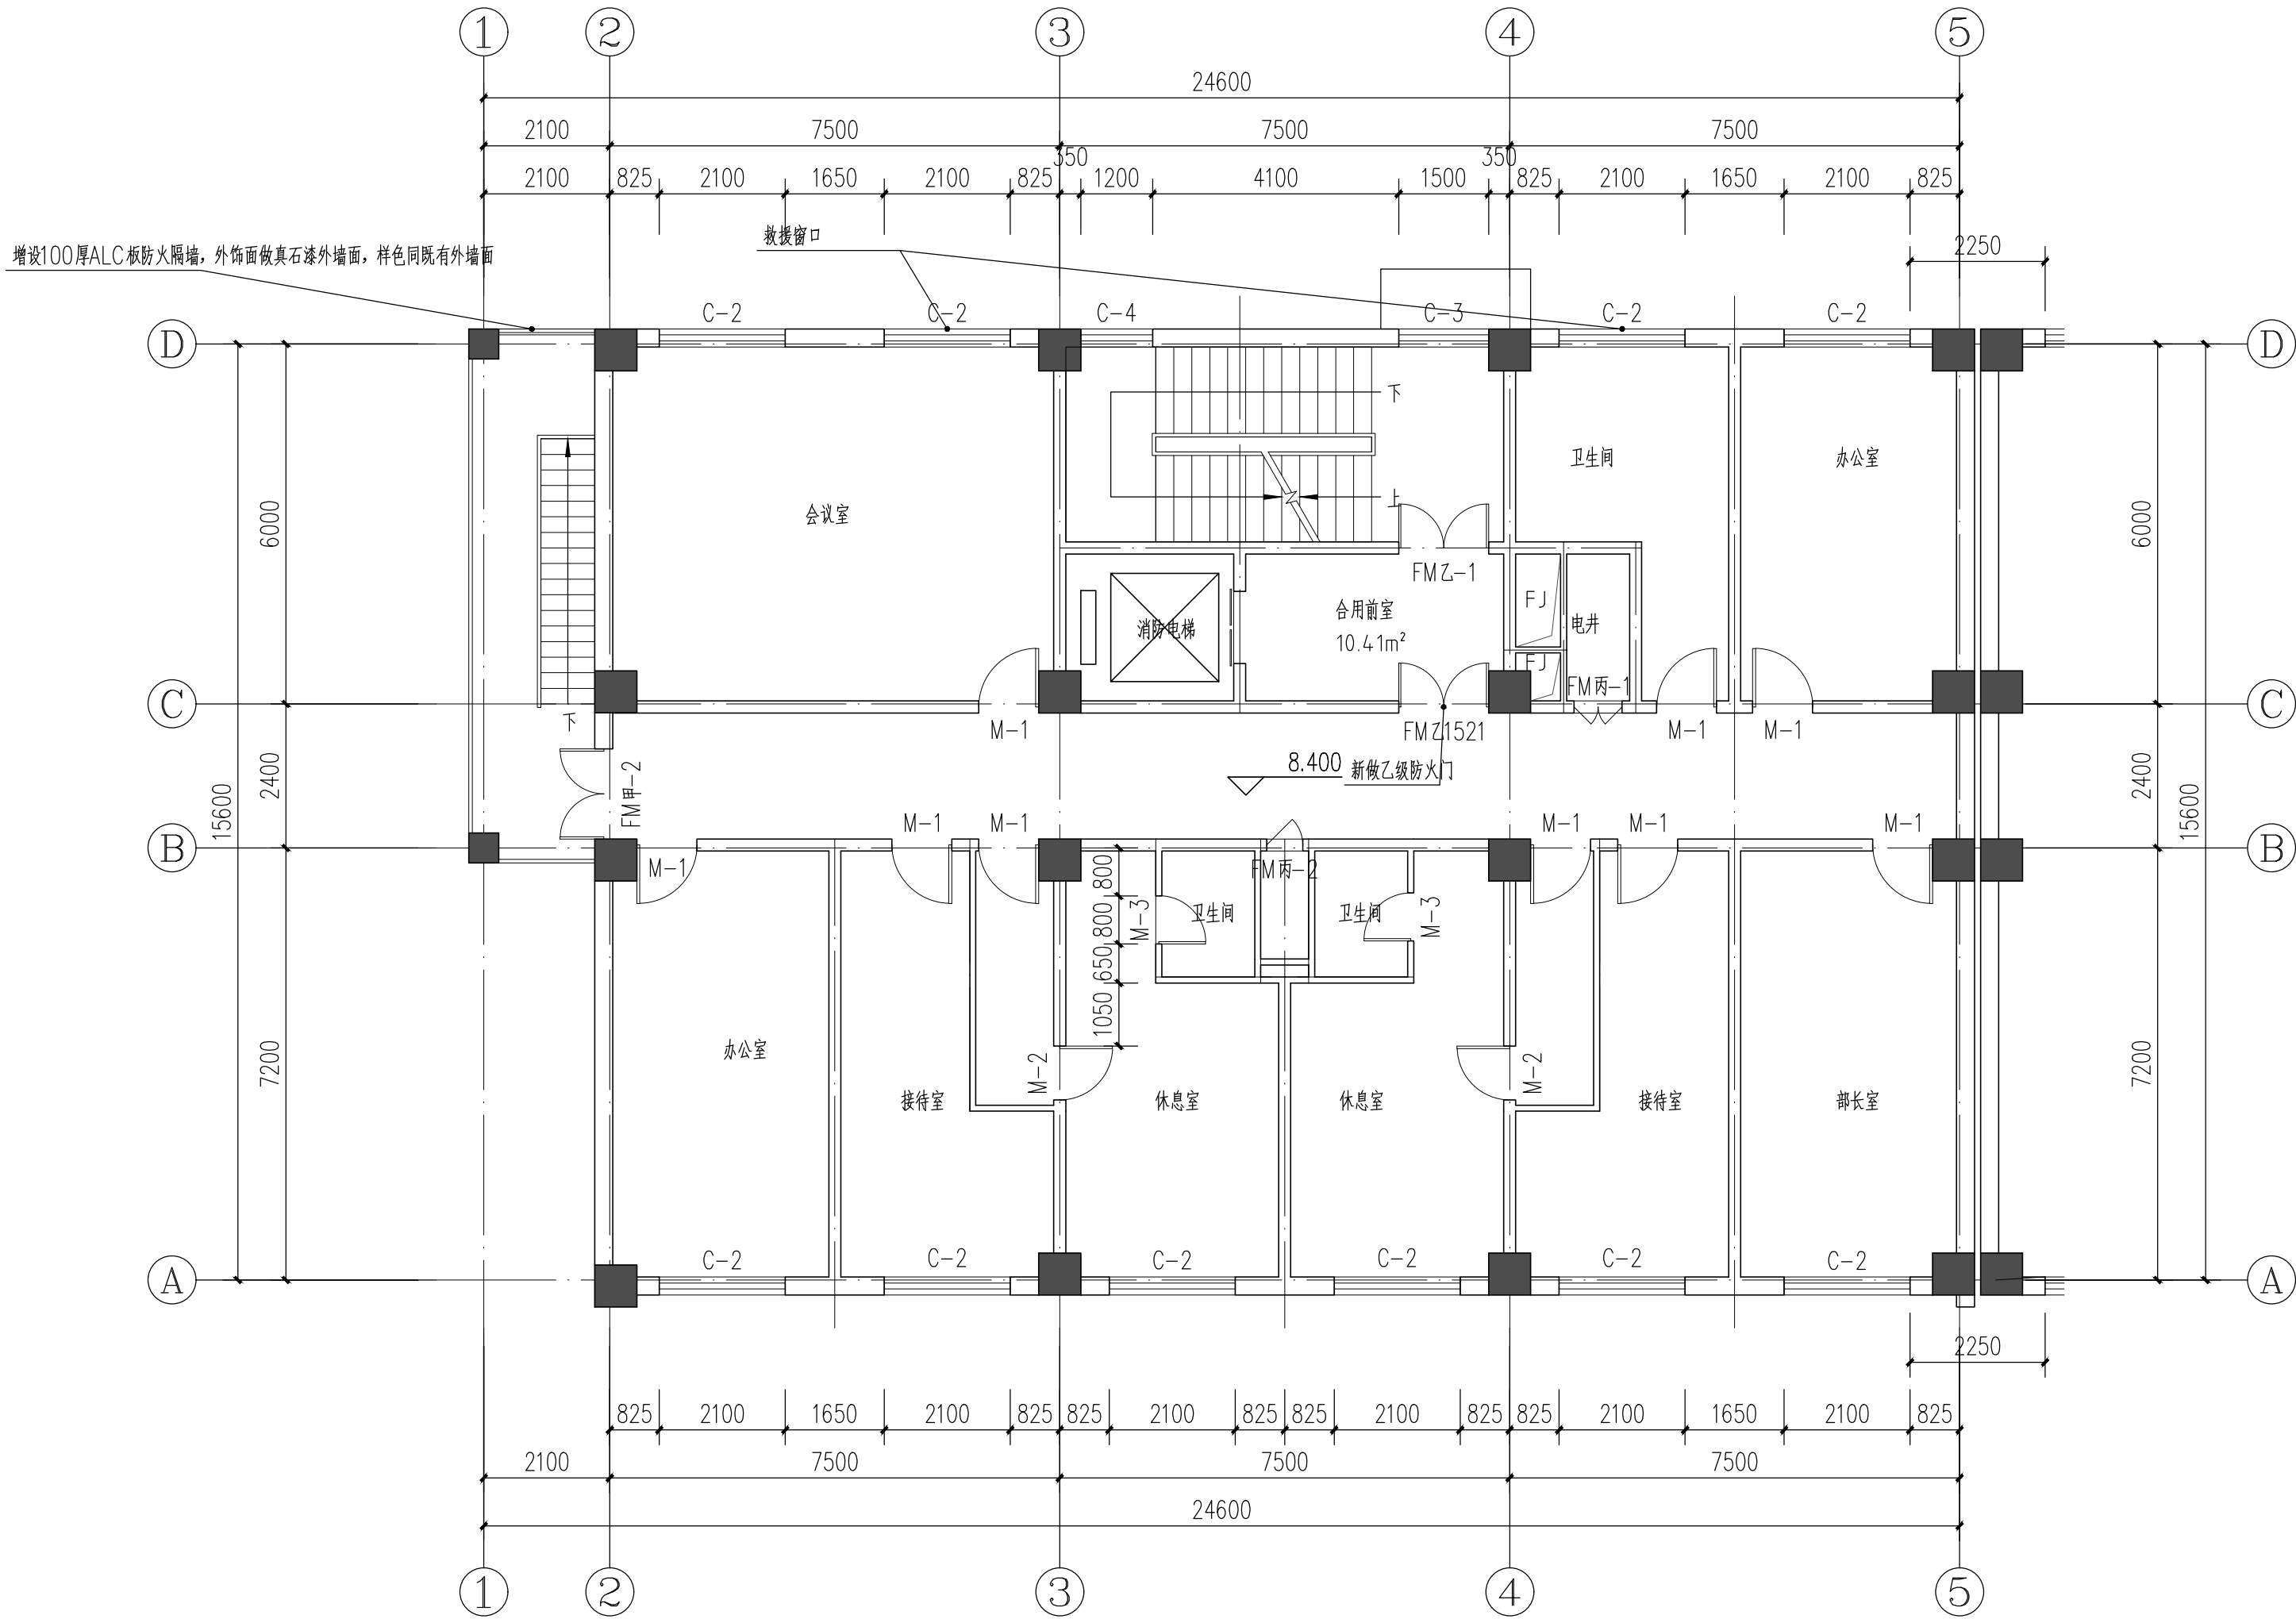 1 2 3 4 5
24600
2100 7500 7500 7500
350 350
2100 825 2100 1650 2100 825 1200 4100 1500 825 2100 1650 2100 825
救援窗口
增设100厚ALC板防火隔墙，外饰面做真石漆外墙面，样色同既有外墙面
2250
C-2 C-2 C-4 C-3 C-2 C-2
D D
下
卫生间 办公室
上
会议室
6000 6000
FM乙-1
FJ
合用前室
消防电梯 电井
10.41m²
FJ
FM丙-1
C C
下
M-1 FM乙1521 M-1 M-1
8.400 新做乙级防火门
FM甲-2
2400 2400
15600 15600
M-1 M-1 M-1 M-1 M-1
B B
M-1 FM丙-2
800
800
650
1050
M-3 卫生间 卫生间 M-3
办公室
7200 7200
M-2 M-2
接待室 休息室 休息室 接待室 部长室
C-2 C-2 C-2 C-2 C-2 C-2
A A
2250
825 2100 1650 2100 825 825 2100 825 825 2100 825 825 2100 1650 2100 825
2100 7500 7500 7500
24600
1 2 3 4 5